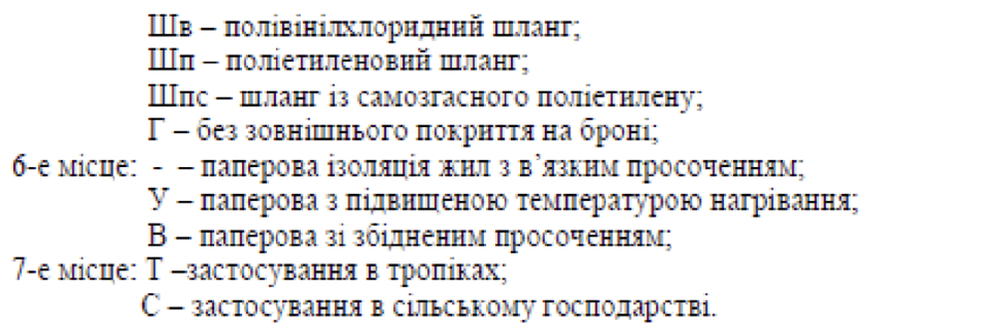 Шв – полівінілхлоридний шланг;
Шп – поліетиленовий шланг;
Шпс – шланг із самозгасного поліетилену;
Г – без зовнішнього покриття на броні;
6-е місце: - – паперова ізоляція жил з в’язким просоченням;
У – паперова з підвищеною температурою нагрівання;
В – паперова зі збідненим просоченням;
7-е місце: Т –застосування в тропіках;
С – застосування в сільському господарстві.